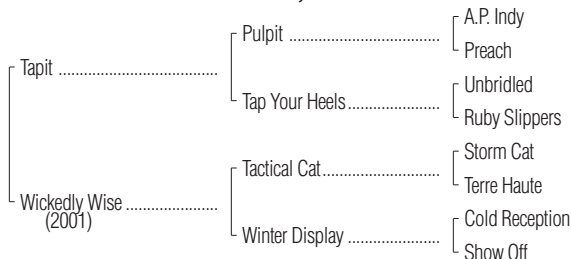 A.P. Indy
Pulpit ........................................
Preach
Tapit ..........................................
Unbridled
Tap Your Heels........................
Ruby Slippers
Storm Cat
Tactical Cat..............................
Terre Haute
Wickedly Wise ........................
(2001)
Cold Reception
Winter Display ........................
Show Off